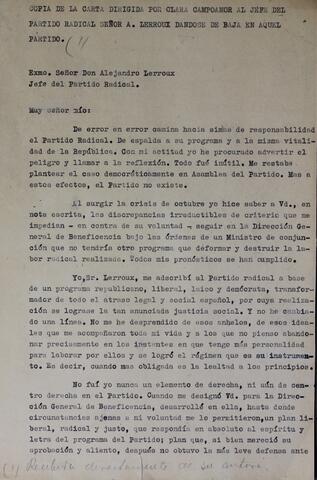 COPIA DE LA CARTA DIRIGIDA POR CLARA CAMPOAMOR AL JEFE DEL
PARTIDO RADICAL SEÑOR A. LERROUX DANDOSE DE BAJA EN AQUEL
PARTIDO. (1)
Exmo. Señor Don Alejandro Lerroux
Jefe del Partido Radical.
Muy señor mío:
De error en error camina hacia simas de responsabilidad
el Partido Radical. De espalda a su programa y a la misma vitali-
dad de la República. Con mi actitud yo he procurado advertir el
peligro y llamar a la reflexión. Todo fué inútil. Me restaba
plantear el caso democráticamente en Asamblea del Partido. Mas a
estos efectos, el Partido no existe.
Al surgir la crisis de octubre yo hice saber a Vd., en
nota escrita, las discrepancias irreductibles de criterio que me
impedían - en contra de su voluntad - seguir en la Dirección Ge-
neral de Beneficencia bajo las órdenes de un Ministro de conjun-
ción que no tendría otro programa que deformar y destruir la la-
bor radical realizada. Todos mis pronósticos se han cumplido.
Yo, Sr. Lerroux, me adscribí al Partido radical a base
de un programa republicano, liberal, laico y demócrata, transfor-
mador de todo el atraso legal y social español, por cuya realiza-
ción se lograse la tan anunciada justicia social. Y no he cambia-
do una línea. No me he desprendido de esos anhelos, de esos idea-
les que me acompañaron toda mi vida y a los que no pienso abando-
nar precisamente en los instantes en que tengo más personalidad
para laborar por ellos y se logró el régimen que es su instrumen-
to. Es decir, cuando mas obligada es la lealtad a los principios.
No fuí yo nunca un elemento de derecha, ni aún de cen-
tro derecha en el Partido. Cuando me designó Vd. para la Direc-
ción General de Beneficencia, desarrollé en ella, hasta donde
circunstancias ajenas a mi voluntad me lo permitieron, un plan li-
beral, radical y justo, que respondía en absoluto al espíritu y
letra del programa del Partido; plan que, si bien mereció su
aprobación y aliento, después no obtuvo la más leve defensa ante
(1) Recibida directamente de su autora.